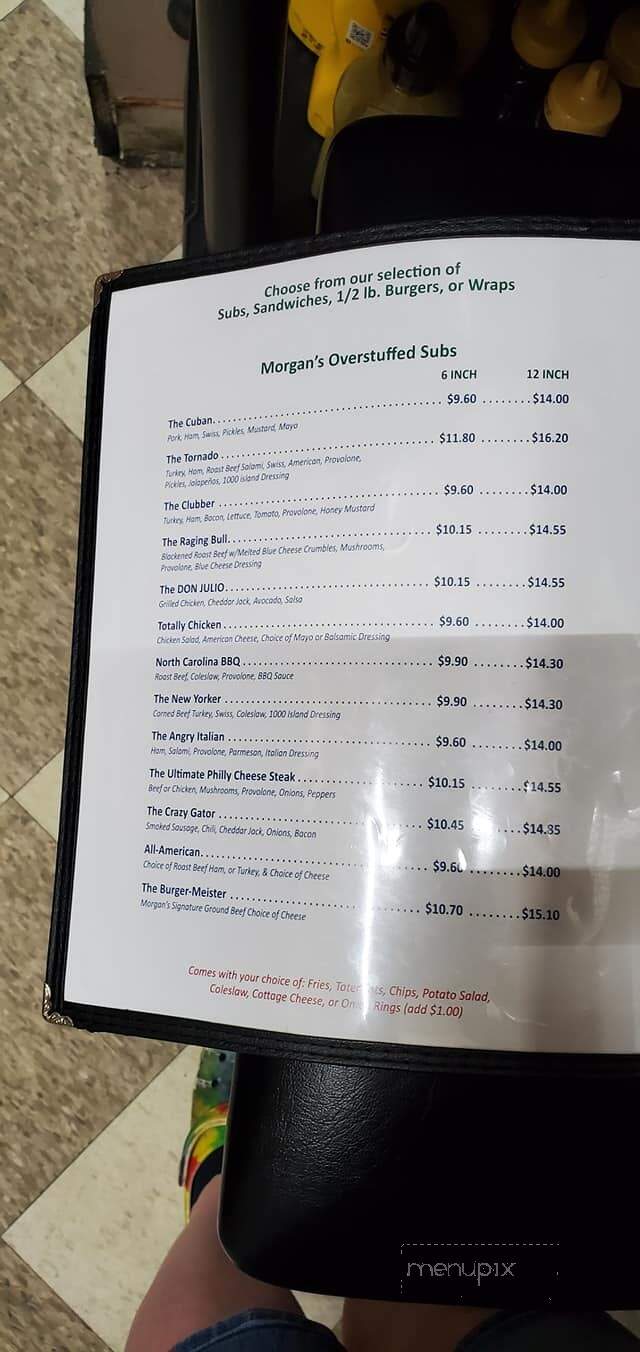 Choose from our selection of
Subs, Sandwiches, 1/2 lb. Burgers, or Wraps
Morgan's Overstuffed Subs
6 INCH 12 INCH
The Cuban. $9.60 $14.00
Pork, Ham, Swiss, Pickles, Mustard, Mayo
The Tornado $11.80 $16.20
Turkey, Ham, Roast Beef Salami, Swiss, American, Provolone,
Pickles, Jalapeños, 1000 Island Dressing
The Clubber $9.60 $14.00
Turkey, Ham, Bacon, Lettuce, Tomato, Provolone, Honey Mustard
The Raging Bull. $10.15 $14.55
Blackened Roast Beef w/Melted Blue Cheese Crumbles, Mushrooms,
Provolone, Blue Cheese Dressing
The DON JULIO. $10.15 $14.55
Grilled Chicken, Cheddar Jack, Avocado, Salsa
Totally Chicken $9.60 $14.00
Chicken Salad, American Cheese, Choice of Mayo or Balsamic Dressing
North Carolina BBQ $9.90 $14.30
Roast Beef, Coleslaw, Provolone, BBQ Sauce
The New Yorker $9.90 $14.30
Corned Beef Turkey, Swiss, Coleslaw, 1000 Island Dressing
The Angry Italian $9.60 $14.00
Ham, Salami, Provolone, Parmesan, Italian Dressing
The Ultimate Philly Cheese Steak $10.15 $14.55
Beef or Chicken, Mushrooms, Provolone, Onions, Peppers
The Crazy Gator $10.45 $14.85
Smoked Sausage, Chili, Cheddar Jack, Onions, Bacon
All-American. $9.60 $14.00
Choice of Roast Beef Ham, or Turkey, & Choice of Cheese
The Burger-Meister $10.70 $15.10
Morgan's Signature Ground Beef Choice of Cheese
Comes with your choice of: Fries, Tater Tots, Chips, Potato Salad,
Coleslaw, Cottage Cheese, or Onion Rings (add $1.00)
menupix